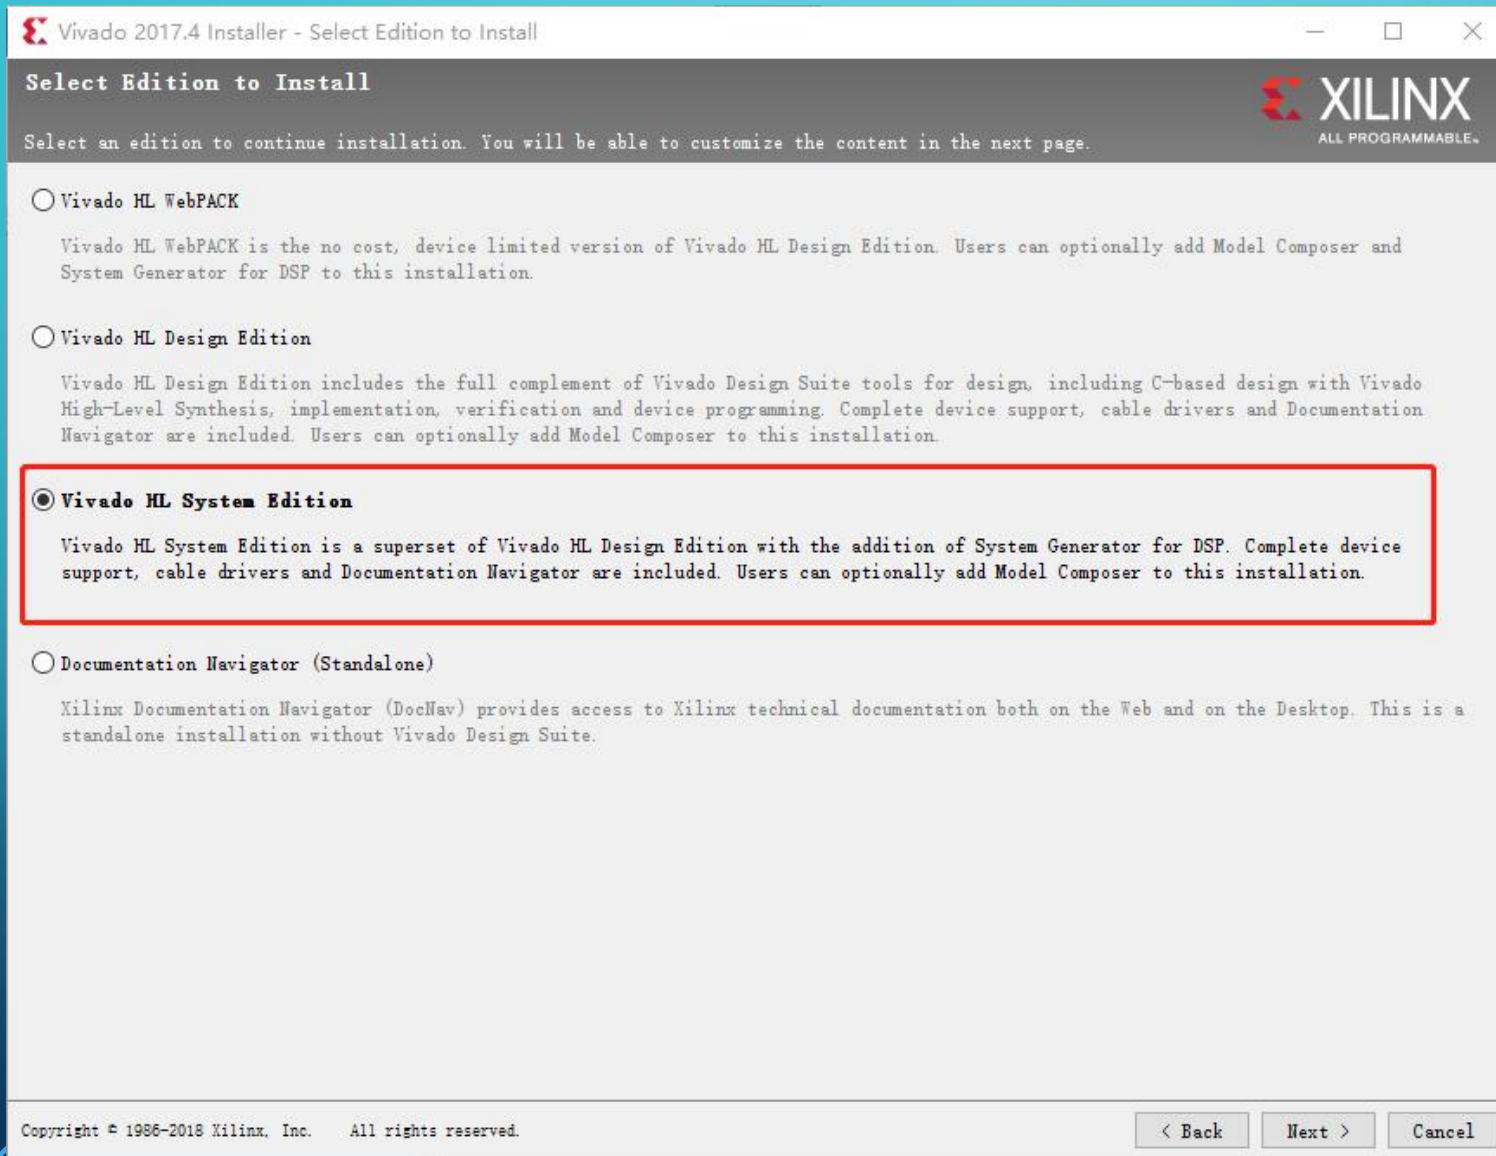 Vivado 2017.4 Installer - Select Edition to Install
Select Edition to Install
XILINX
ALL PROGRAMMABLE.
Select an edition to continue installation. You will be able to customize the content in the next page.
Vivado HL WebPACK
Vivado HL WebPACK is the no cost, device limited version of Vivado HL Design Edition. Users can optionally add Model Composer and
System Generator for DSP to this installation.
Vivado HL Design Edition
Vivado HL Design Edition includes the full complement of Vivado Design Suite tools for design, including C-based design with Vivado
High-Level Synthesis, implementation, verification and device programming. Complete device support, cable drivers and Documentation
Navigator are included. Users can optionally add Model Composer to this installation.
Vivado HL System Edition
Vivado HL System Edition is a superset of Vivado HL Design Edition with the addition of System Generator for DSP. Complete device
support, cable drivers and Documentation Navigator are included. Users can optionally add Model Composer to this installation.
Documentation Navigator (Standalone)
Xilinx Documentation Navigator (DocNav) provides access to Xilinx technical documentation both on the Web and on the Desktop. This is a
standalone installation without Vivado Design Suite.
Copyright © 1986-2018 Xilinx, Inc. All rights reserved.
< Back
Next >
Cancel